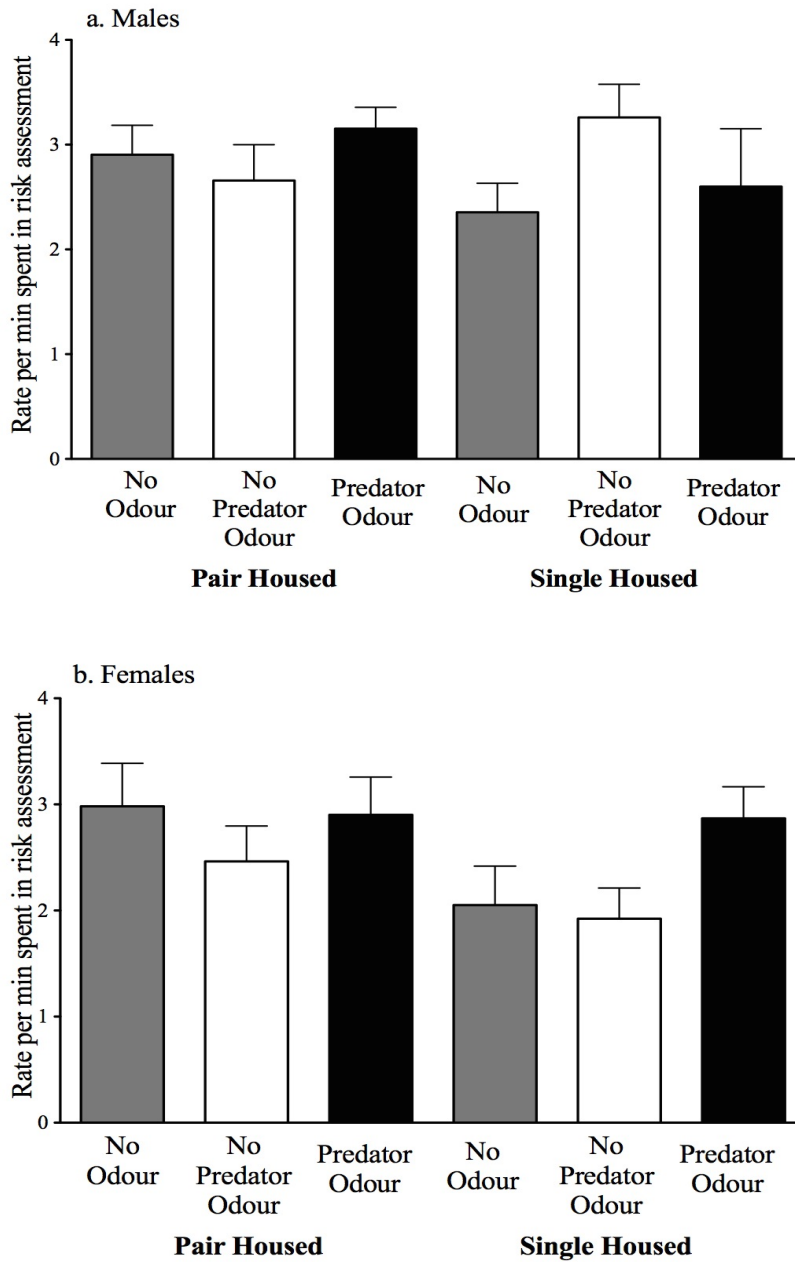 a. Males
Rate per min spent in risk assessment
4
3
2
1
0
No
Odour
No
Predator
Odour
Predator
Odour
No
Odour
No
Predator
Odour
Predator
Odour
Pair Housed
Single Housed
b. Females
Rate per min spent in risk assessment
4
3
2
1
0
No
Odour
No
Predator
Odour
Predator
Odour
No
Odour
No
Predator
Odour
Predator
Odour
Pair Housed
Single Housed